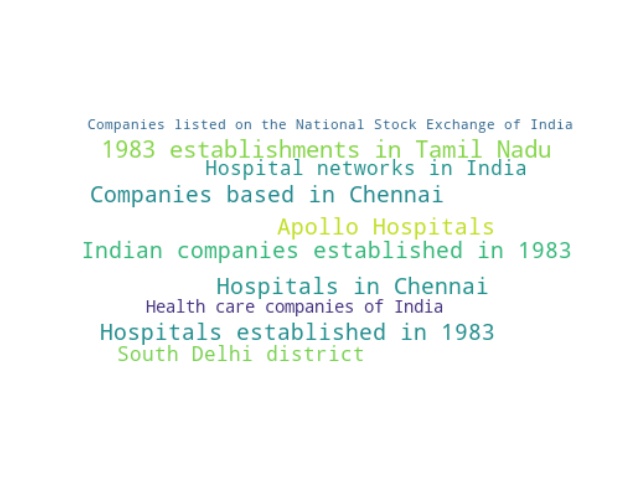 Companies listed on the National Stock Exchange of India
1983 establishments in Tamil Nadu
Hospital networks in India
Companies based in Chennai
Apollo Hospitals
Indian companies established in 1983
Hospitals in Chennai
Health care companies of India
Hospitals established in 1983
South Delhi district